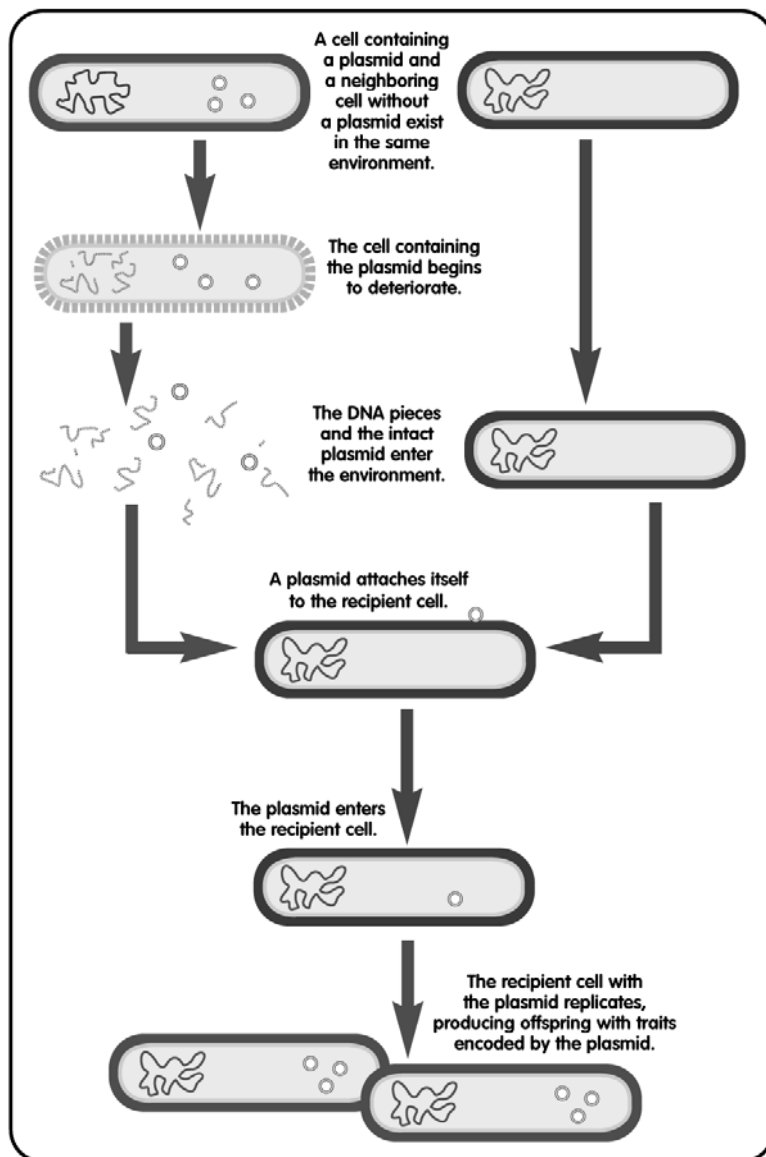 A cell containing
a plasmid and
a neighboring
cell without
a plasmid exist
in the same
environment.
The cell containing
the plasmid begins
to deteriorate.
The DNA pieces
and the intact
plasmid enter
the environment.
A plasmid attaches itself
to the recipient cell.
The plasmid enters
the recipient cell.
The recipient cell with
the plasmid replicates,
producing offspring with traits
encoded by the plasmid.